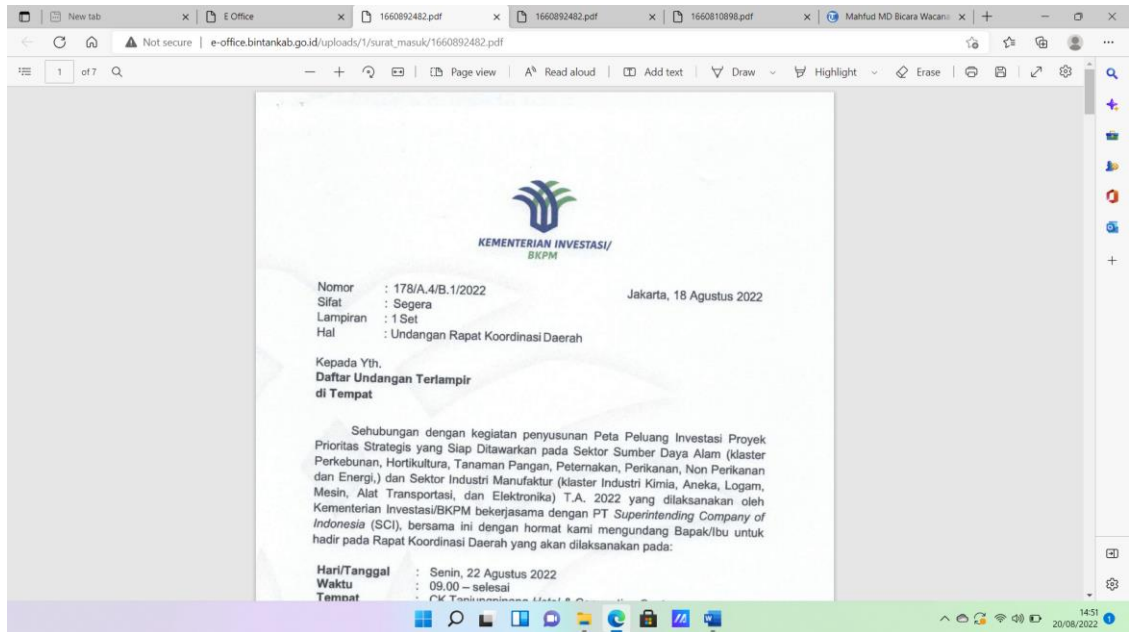 New tab
E Office
1660892482.pdf
1660892482.pdf
1660810898.pdf
Mahfud MD Bicara Wacana
Not secure | e-office.bintankab.go.id/uploads/1/surat_masuk/1660892482.pdf
1 of 7
Page view
Read aloud
Add text
Draw
Highlight
Erase
KEMENTERIAN INVESTASI/
BKPM
Nomor : 178/A.4/B.1/2022
Jakarta, 18 Agustus 2022
Sifat : Segera
Lampiran : 1 Set
Hal : Undangan Rapat Koordinasi Daerah
Kepada Yth,
Daftar Undangan Terlampir
di Tempat
Sehubungan dengan kegiatan penyusunan Peta Peluang Investasi Proyek
Prioritas Strategis yang Siap Ditawarkan pada Sektor Sumber Daya Alam (klaster
Perkebunan, Hortikultura, Tanaman Pangan, Peternakan, Perikanan, Non Perikanan
dan Energi,) dan Sektor Industri Manufaktur (klaster Industri Kimia, Aneka, Logam,
Mesin, Alat Transportasi, dan Elektronika) T.A. 2022 yang dilaksanakan oleh
Kementerian Investasi/BKPM bekerjasama dengan PT Superintending Company of
Indonesia (SCI), bersama ini dengan hormat kami mengundang Bapak/Ibu untuk
hadir pada Rapat Koordinasi Daerah yang akan dilaksanakan pada:
Hari/Tanggal : Senin, 22 Agustus 2022
Waktu : 09.00 – selesai
Tempat : CK Tanjungpinang Hotel &
14:51
20/08/2022